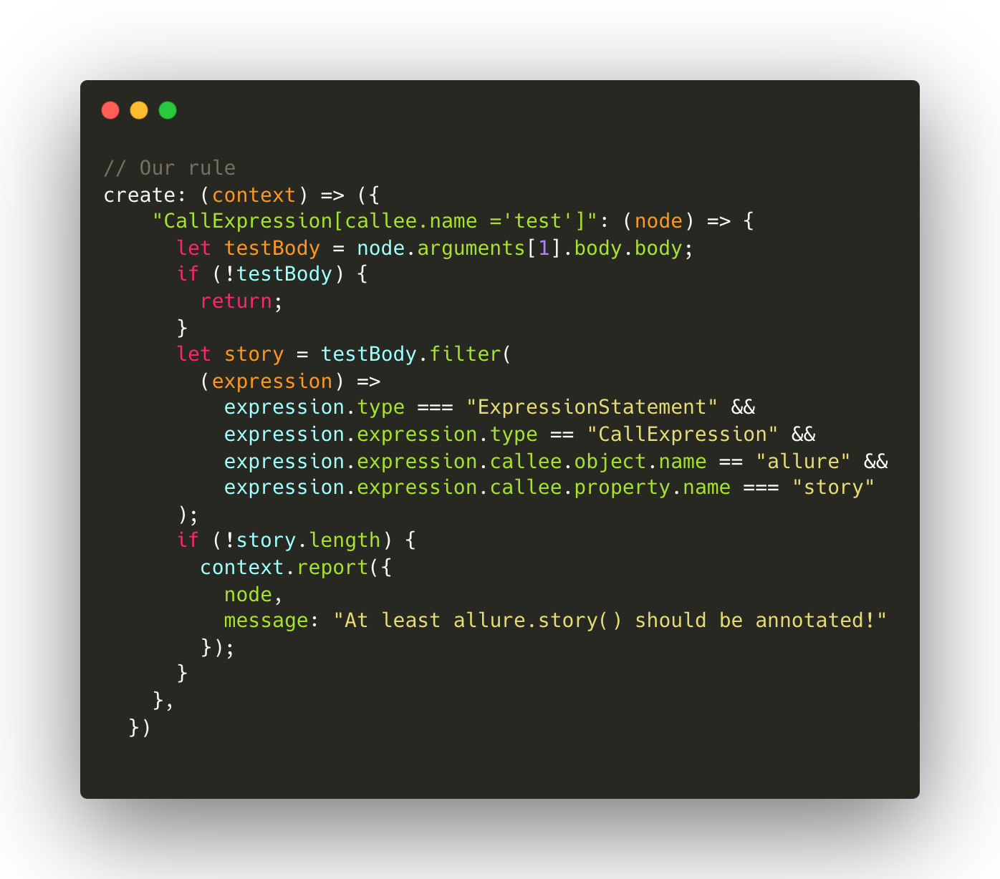 // Our rule
create: (context) => ({
    "CallExpression[callee.name ='test']": (node) => {
      let testBody = node.arguments[1].body.body;
      if (!testBody) {
        return;
      }
      let story = testBody.filter(
        (expression) =>
          expression.type === "ExpressionStatement" &&
          expression.expression.type == "CallExpression" &&
          expression.expression.callee.object.name == "allure" &&
          expression.expression.callee.property.name === "story"
      );
      if (!story.length) {
        context.report({
          node,
          message: "At least allure.story() should be annotated!"
        });
      }
    },
  })